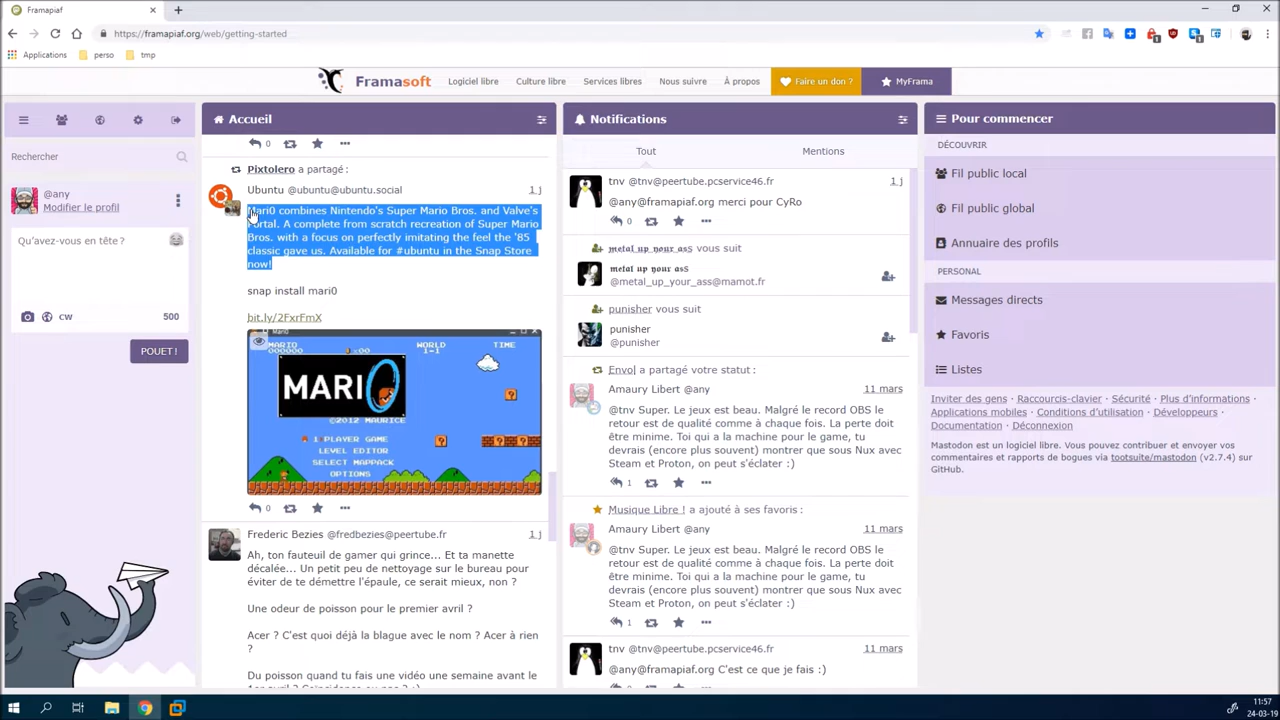 Framapiaf
https://framapiaf.org/web/getting-started
Applications
perso
tmp
Framasoft
Logiciel libre
Culture libre
Services libres
Nous suivre
À propos
Faire un don ?
MyFrama
Rechercher
@any
Modifier le profil
Qu'avez-vous en tête ?
CW
500
POUET !
Accueil
0
Pixtolero a partagé :
Ubuntu @ubuntu@ubuntu.social
1 j
Mari0 combines Nintendo's Super Mario Bros. and Valve's
Portal. A complete from scratch recreation of Super Mario
Bros. with a focus on perfectly imitating the feel the '85
classic gave us. Available for #ubuntu in the Snap Store
now!
snap install mari0
bit.ly/2FxrFmX
Mari0
MARIO
WORLD
TIME
000000
:00
1-1
MARI0
©2012 MAURICE
1 PLAYER GAME
LEVEL EDITOR
SELECT MAPPACK
OPTIONS
0
Frederic Bezies @fredbezies@peertube.fr
1 j
Ah, ton fauteuil de gamer qui grince... Et ta manette
décalée... Un petit peu de nettoyage sur le bureau pour
éviter de te démettre l'épaule, ce serait mieux, non ?
Une odeur de poisson pour le premier avril ?
Acer ? C'est quoi déjà la blague avec le nom ? Acer à rien
?
Du poisson quand tu fais une vidéo une semaine avant le
Notifications
Tout
Mentions
tnv @tnv@peertube.pcservice46.fr
1 j
@any@framapiaf.org merci pour CyRo
0
metal up your asS vous suit
metal up your asS
@metal_up_your_ass@mamot.fr
punisher vous suit
punisher
@punisher
Envol a partagé votre statut :
Amaury Libert @any
11 mars
@tnv Super. Le jeux est beau. Malgré le record OBS le
retour est de qualité comme à chaque fois. La perte doit
être minime. Toi qui a la machine pour le game, tu
devrais (encore plus souvent) montrer que sous Nux avec
Steam et Proton, on peut s'éclater :)
1
Musique Libre ! a ajouté à ses favoris :
Amaury Libert @any
11 mars
@tnv Super. Le jeux est beau. Malgré le record OBS le
retour est de qualité comme à chaque fois. La perte doit
être minime. Toi qui a la machine pour le game, tu
devrais (encore plus souvent) montrer que sous Nux avec
Steam et Proton, on peut s'éclater :)
1
tnv @tnv@peertube.pcservice46.fr
11 mars
@any@framapiaf.org C'est ce que je fais :)
Pour commencer
DÉCOUVRIR
Fil public local
Fil public global
Annuaire des profils
PERSONAL
Messages directs
Favoris
Listes
Inviter des gens · Raccourcis-clavier · Sécurité · Plus d'informations ·
Applications mobiles · Conditions d'utilisation · Développeurs ·
Documentation · Déconnexion
Mastodon est un logiciel libre. Vous pouvez contribuer et envoyer vos
commentaires et rapports de bogues via tootsuite/mastodon (v2.7.4) sur
GitHub.
11:57
24-03-19